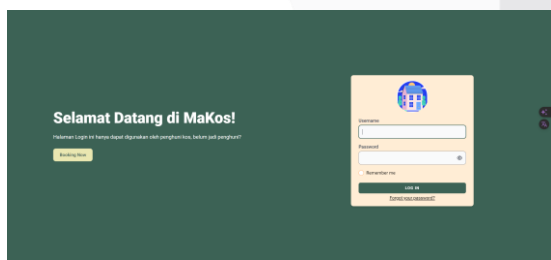 Selamat Datang di MaKos!
Halaman Login ini hanya dapat digunakan oleh penghuni kos, belum jadi penghuni?
Booking Now
Username
Password
Remember me
LOG IN
Forgot your password?